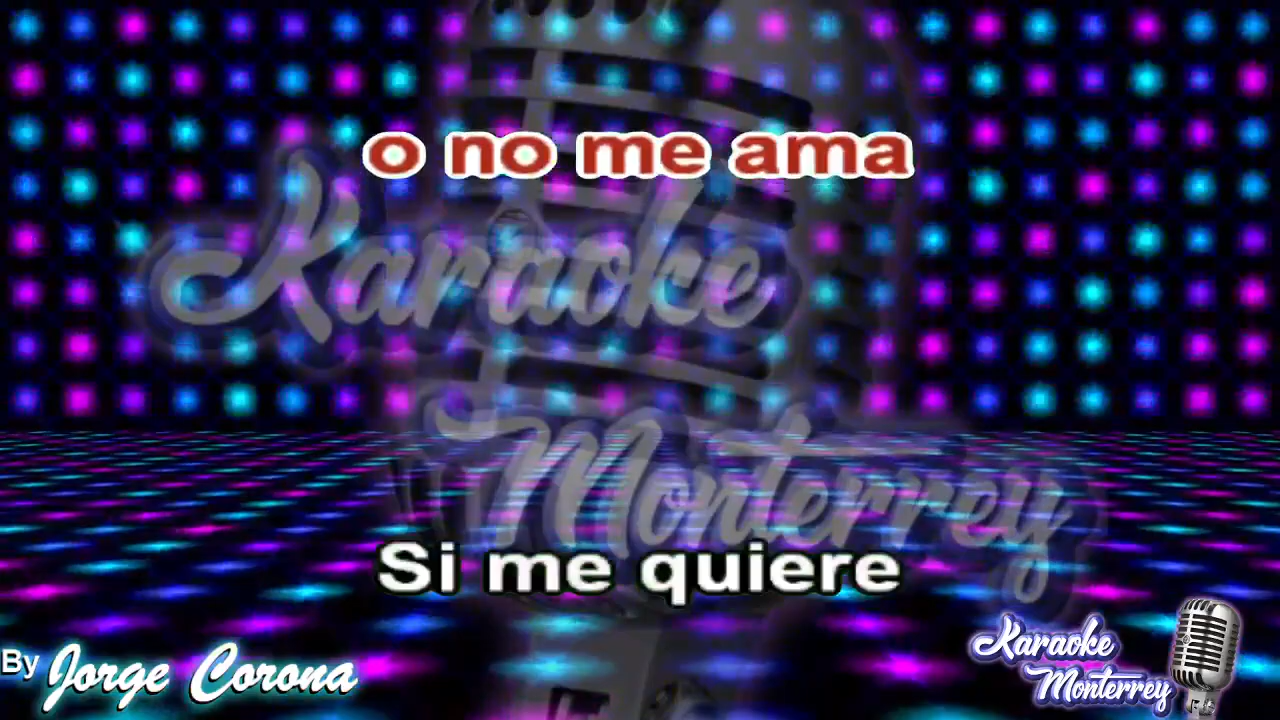 o no me ama
Karaoke
Monterrey
Si me quiere
By Jorge Corona
Karaoke
Monterrey